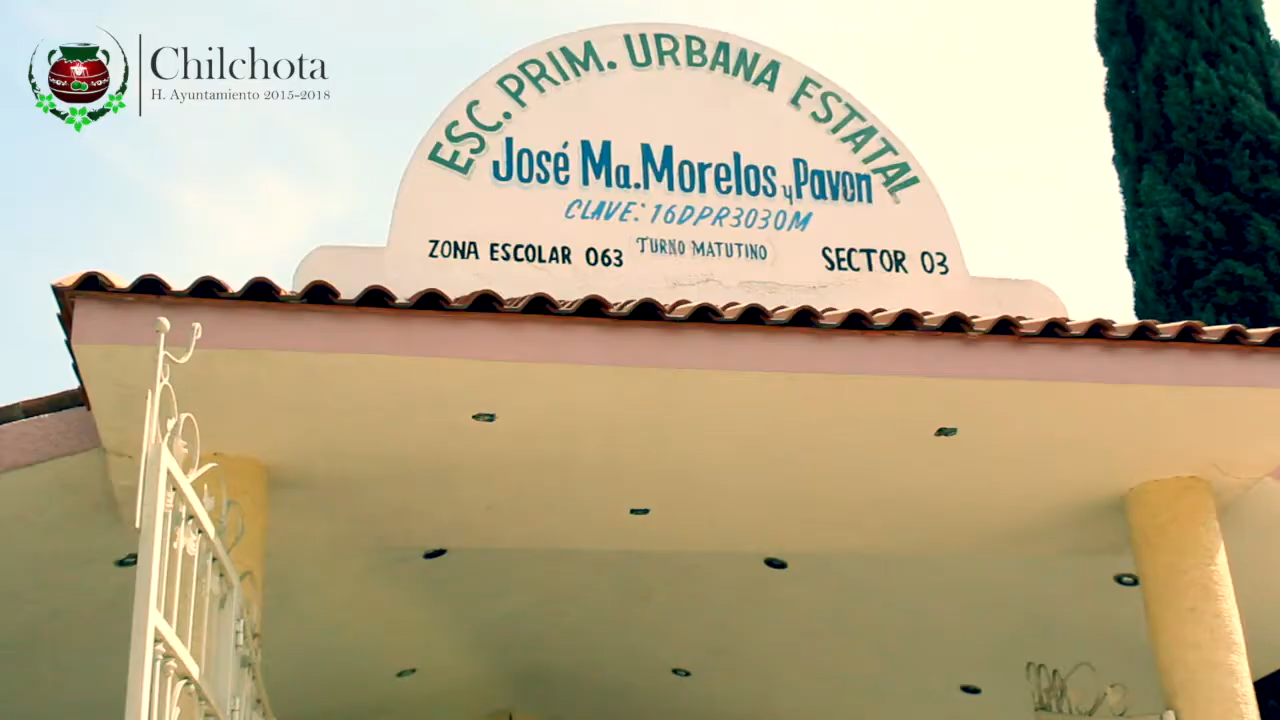 Chilchota
H. Ayuntamiento 2015-2018
ESC. PRIM. URBANA ESTATAL
José Ma. Morelos y Pavon
CLAVE: 16DPR3030M
TURNO MATUTINO
ZONA ESCOLAR 063
SECTOR 03